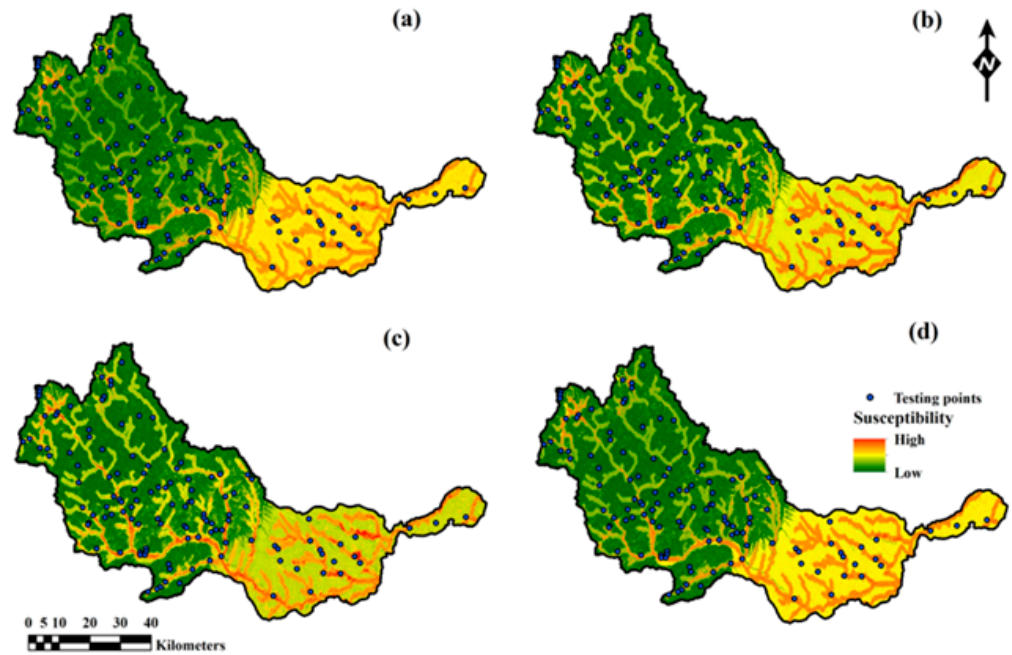 (a)
(b)
N
(c)
(d)
Testing points
Susceptibility
High
Low
0 5 10 20 30 40
Kilometers